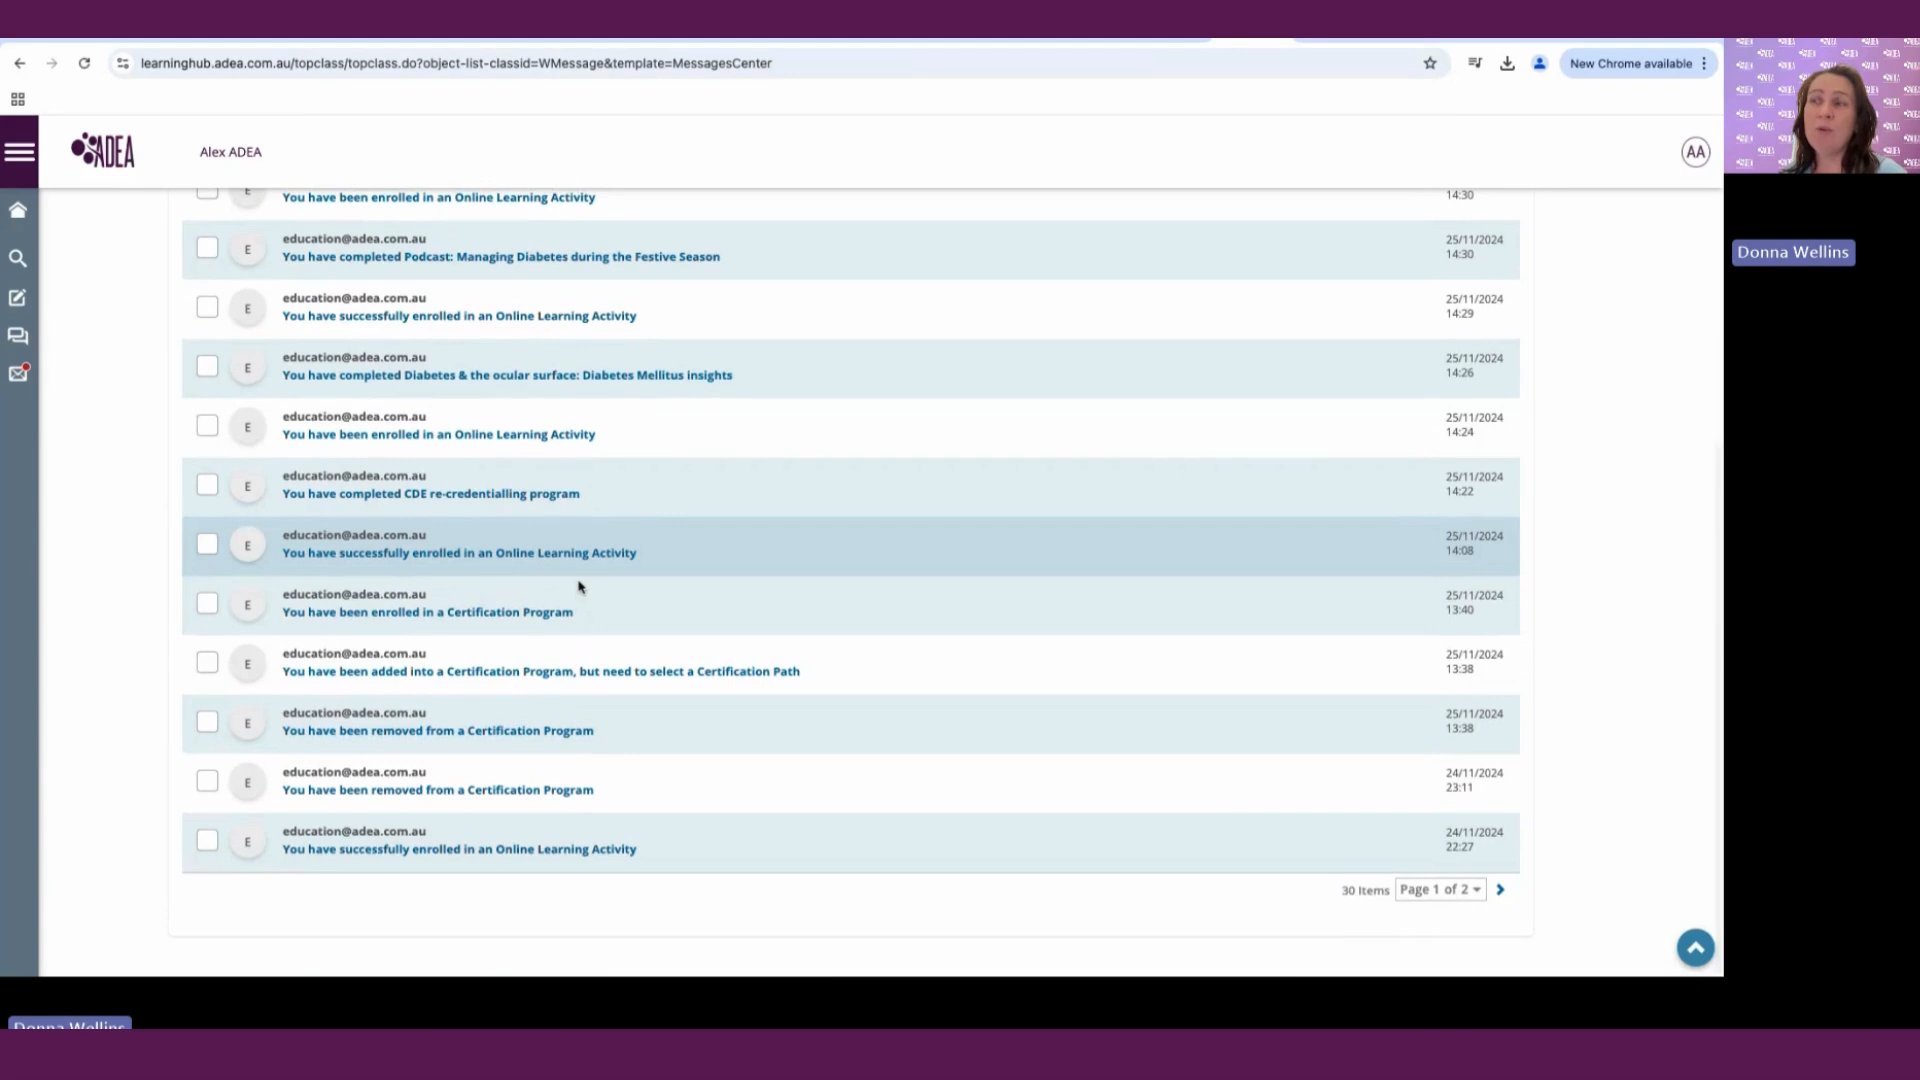 learninghub.adea.com.au/topclass/topclass.do?object-list-classid=WMessage&template=MessagesCenter
New Chrome available
ADEA
Alex ADEA
AA
E
You have been enrolled in an Online Learning Activity
14:30
education@adea.com.au
25/11/2024
E
You have completed Podcast: Managing Diabetes during the Festive Season
14:30
education@adea.com.au
25/11/2024
E
You have successfully enrolled in an Online Learning Activity
14:29
education@adea.com.au
25/11/2024
E
You have completed Diabetes & the ocular surface: Diabetes Mellitus insights
14:26
education@adea.com.au
25/11/2024
E
You have been enrolled in an Online Learning Activity
14:24
education@adea.com.au
25/11/2024
E
You have completed CDE re-credentialling program
14:22
education@adea.com.au
25/11/2024
E
You have successfully enrolled in an Online Learning Activity
14:08
education@adea.com.au
25/11/2024
E
You have been enrolled in a Certification Program
13:40
education@adea.com.au
25/11/2024
E
You have been added into a Certification Program, but need to select a Certification Path
13:38
education@adea.com.au
25/11/2024
E
You have been removed from a Certification Program
13:38
education@adea.com.au
24/11/2024
E
You have been removed from a Certification Program
23:11
education@adea.com.au
24/11/2024
E
You have successfully enrolled in an Online Learning Activity
22:27
30 Items
Page 1 of 2
Donna Wellins
Donna Wellins